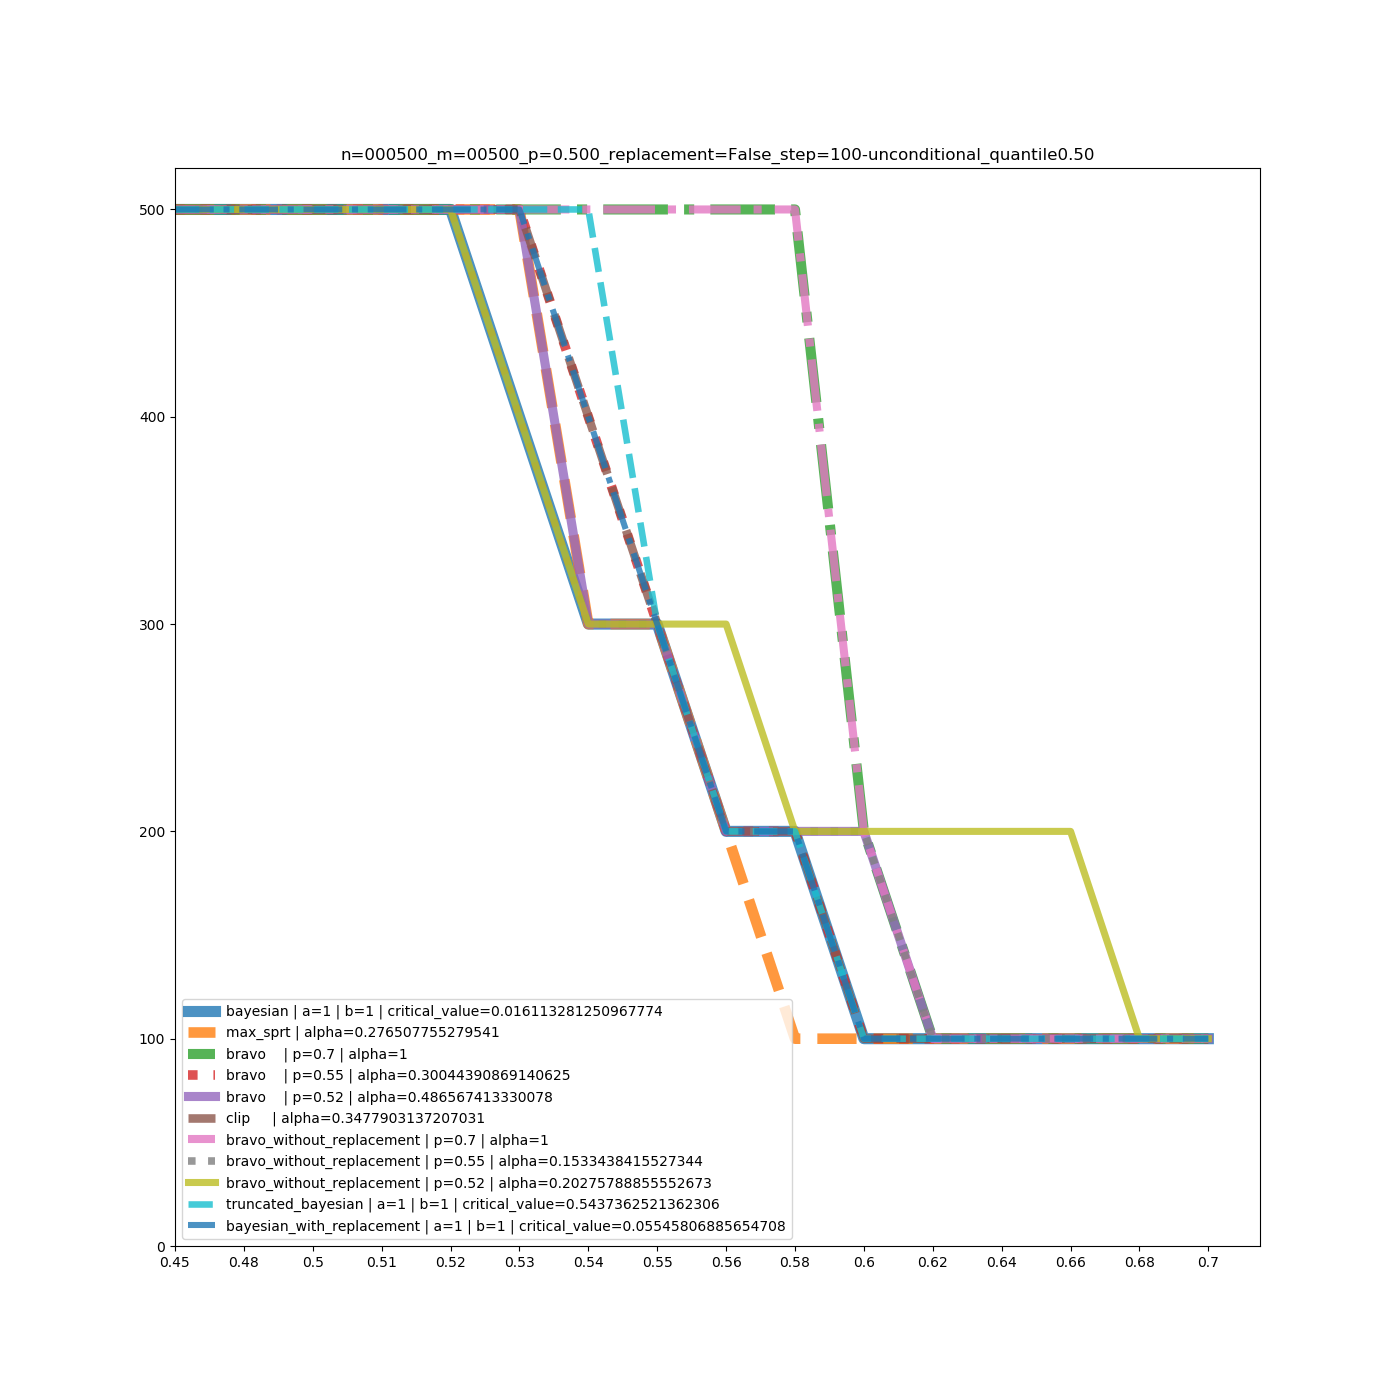 n=000500_m=00500_p=0.500_replacement=False_step=100-unconditional_quantile0.50
500
400
300
200
100
0
bayesian | a=1 | b=1 | critical_value=0.016113281250967774
max_sprt | alpha=0.276507755279541
bravo | p=0.7 | alpha=1
bravo | p=0.55 | alpha=0.30044390869140625
bravo | p=0.52 | alpha=0.486567413330078
clip | alpha=0.3477903137207031
bravo_without_replacement | p=0.7 | alpha=1
bravo_without_replacement | p=0.55 | alpha=0.1533438415527344
bravo_without_replacement | p=0.52 | alpha=0.20275788855552673
truncated_bayesian | a=1 | b=1 | critical_value=0.5437362521362306
bayesian_with_replacement | a=1 | b=1 | critical_value=0.05545806885654708
0.45 0.48 0.5 0.51 0.52 0.53 0.54 0.55 0.56 0.58 0.6 0.62 0.64 0.66 0.68 0.7